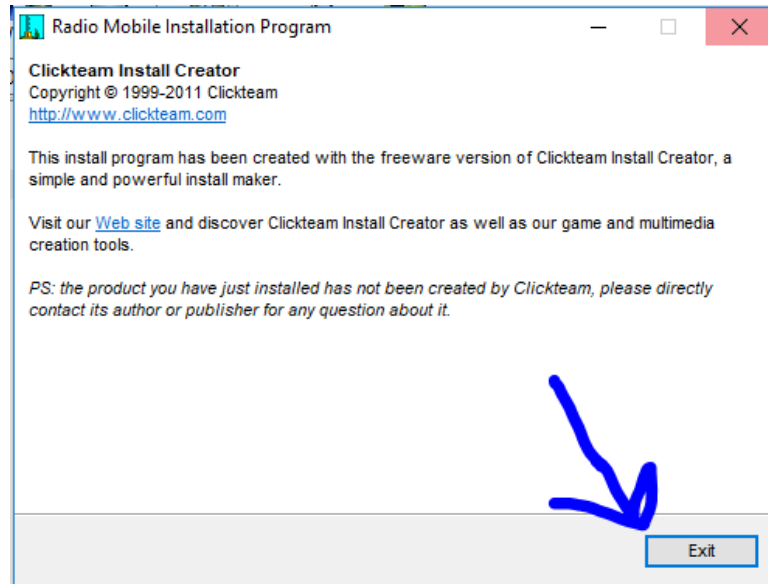 Radio Mobile Installation Program
Clickteam Install Creator
Copyright © 1999-2011 Clickteam
http://www.clickteam.com
This install program has been created with the freeware version of Clickteam Install Creator, a
simple and powerful install maker.
Visit our Web site and discover Clickteam Install Creator as well as our game and multimedia
creation tools.
PS: the product you have just installed has not been created by Clickteam, please directly
contact its author or publisher for any question about it.
Exit